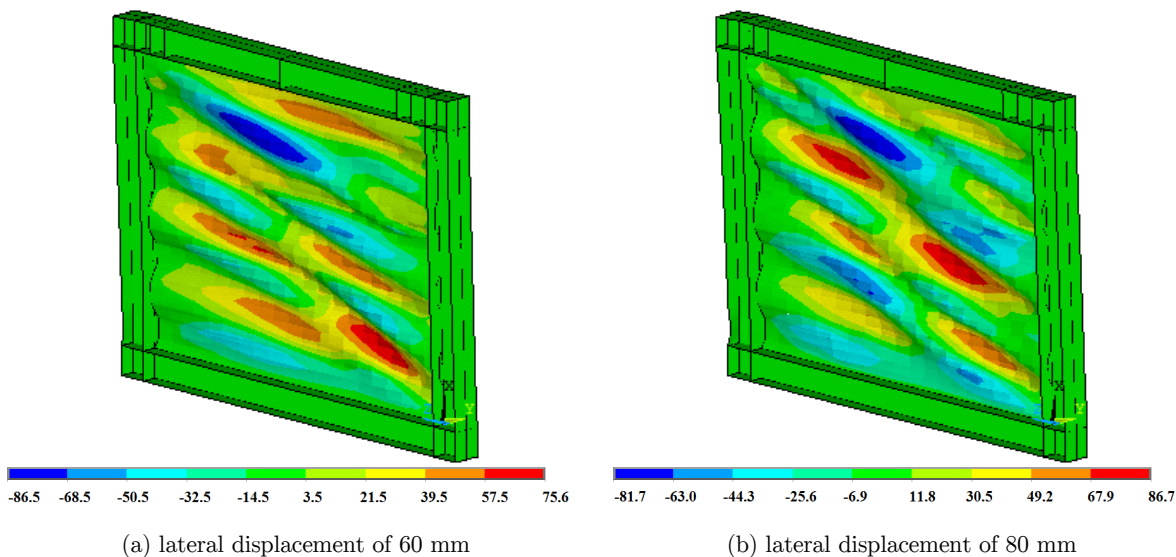 X
Y
X
Y
-86.5 -68.5 -50.5 -32.5 -14.5 3.5 21.5 39.5 57.5 75.6
-81.7 -63.0 -44.3 -25.6 -6.9 11.8 30.5 49.2 67.9 86.7
(a) lateral displacement of 60 mm
(b) lateral displacement of 80 mm